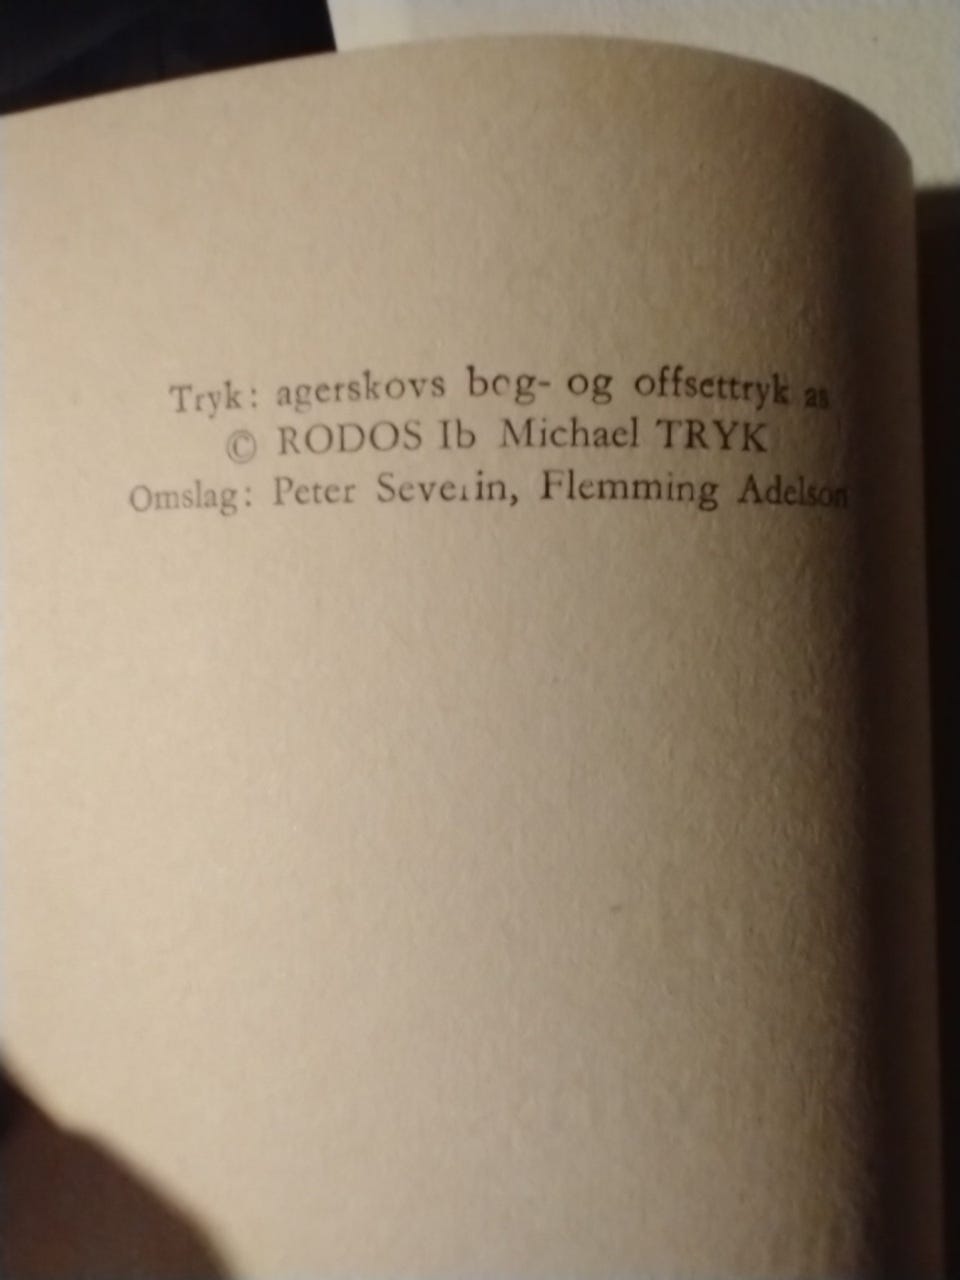 Tryk: agerskovs bog- og offsettryk as
© RODOS Ib Michael TRYK
Omslag: Peter Severin, Flemming Adelson